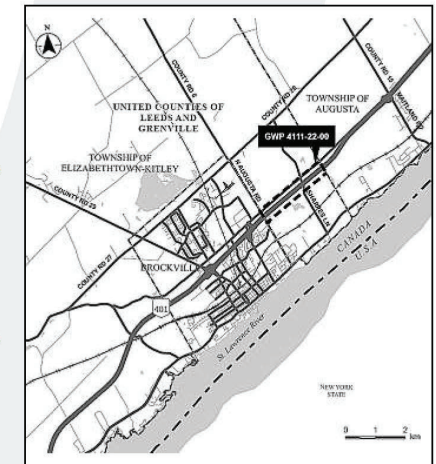 N
COUNTY RD 6
COUNTY RD 26
COUNTY RD 15
MAITLAND RD
TOWNSHIP OF
AUGUSTA
UNITED COUNTIES OF
LEEDS AND
GRENVILLE
GWP 4111-22-00
TOWNSHIP OF
ELIZABETHTOWN-KITLEY
N AUGUSTA RD
COUNTY RD 29
COUNTY RD 27
BROCKVILLE
CANADA
U.S.A
401
St. Lawrence River
NEW YORK
STATE
0 1 2
km